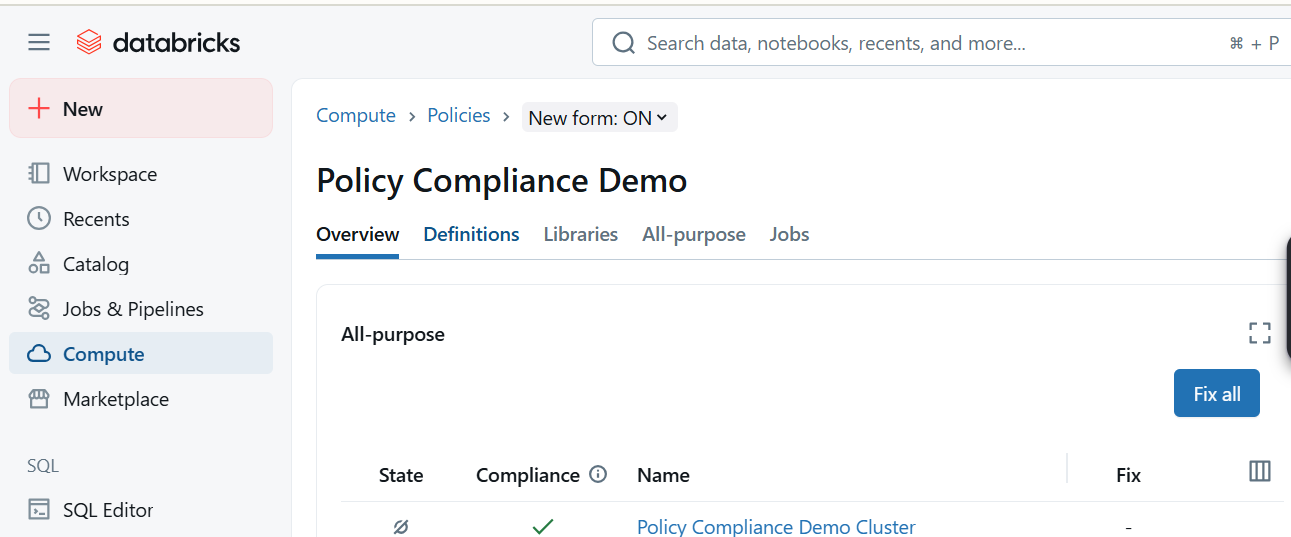 databricks
Search data, notebooks, recents, and more...
⌘ + P
New
Workspace
Recents
Catalog
Jobs & Pipelines
Compute
Marketplace
SQL
SQL Editor
Compute › Policies › New form: ON
Policy Compliance Demo
Overview Definitions Libraries All-purpose Jobs
All-purpose
Fix all
State Compliance Name Fix
Policy Compliance Demo Cluster -